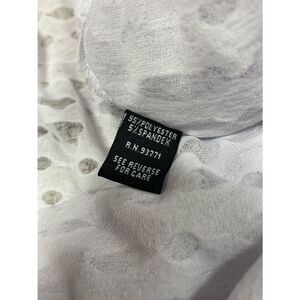 95%POLYESTER
5%SPANDEX
R.N. 93771
SEE REVERSE
FOR CARE